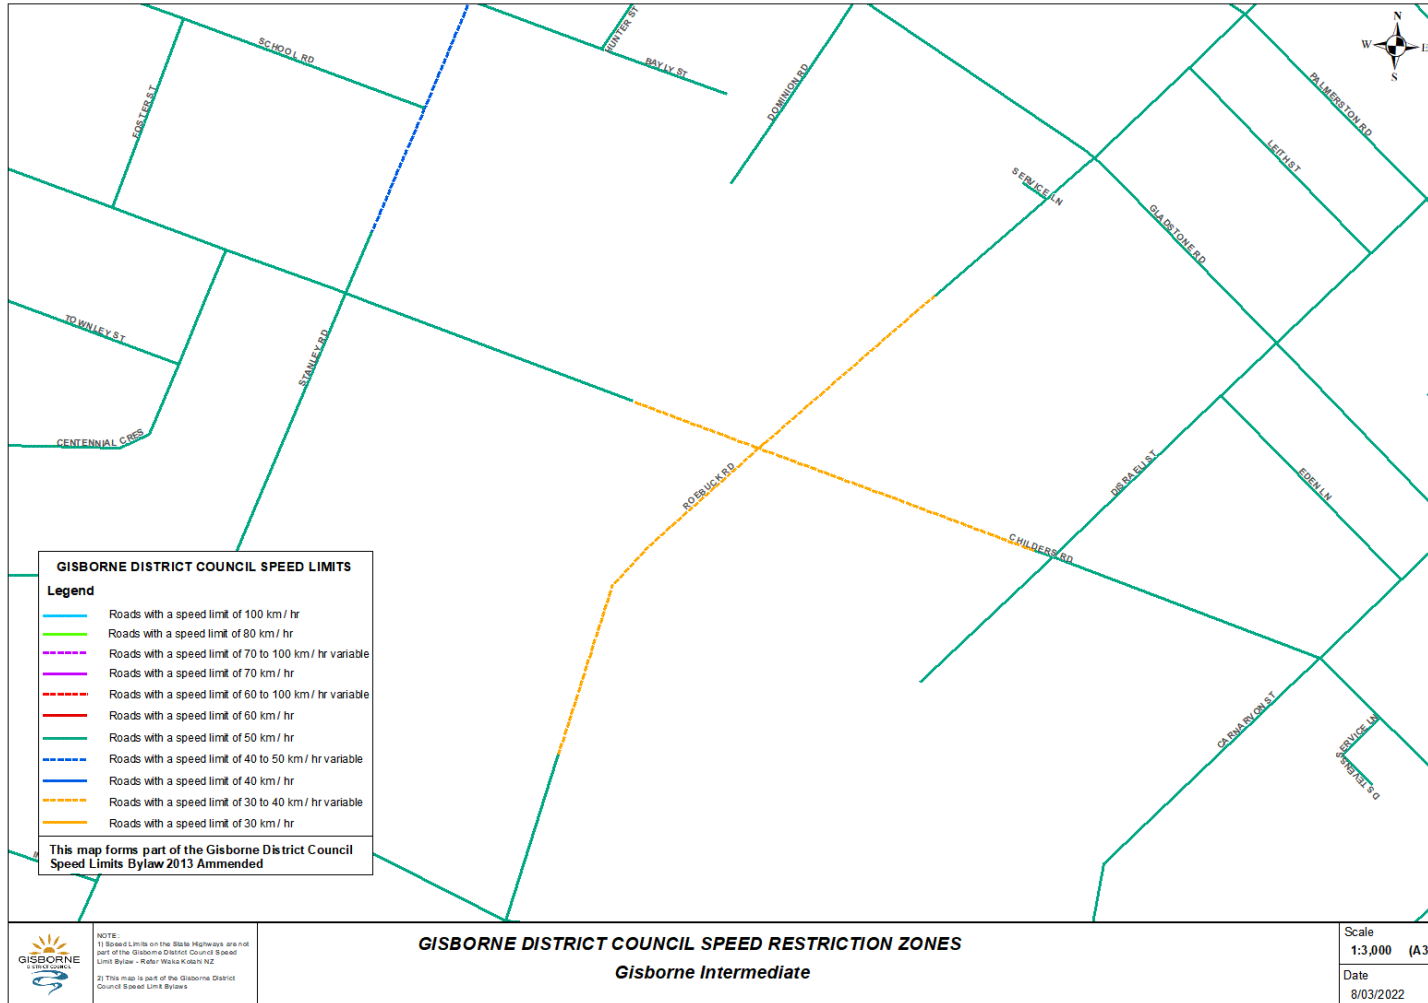 N
W
E
S
SCHOOL RD
HUNTER ST
BAYLY ST
DOMINION RD
PALMERSTON RD
FOSTER ST
LEITH ST
SERVICE LN
GLADSTONE RD
TOWNLEY ST
STANLEY RD
CENTENNIAL CRES
ROEBUCK RD
DISRAELI ST
EDEN LN
CHILDERS RD
CARNARVON ST
SERVICE LN
D STEVENS
GISBORNE DISTRICT COUNCIL SPEED LIMITS
Legend
Roads with a speed limit of 100 km / hr
Roads with a speed limit of 80 km / hr
Roads with a speed limit of 70 to 100 km / hr variable
Roads with a speed limit of 70 km / hr
Roads with a speed limit of 60 to 100 km / hr variable
Roads with a speed limit of 60 km / hr
Roads with a speed limit of 50 km / hr
Roads with a speed limit of 40 to 50 km / hr variable
Roads with a speed limit of 40 km / hr
Roads with a speed limit of 30 to 40 km / hr variable
Roads with a speed limit of 30 km / hr
This map forms part of the Gisborne District Council
Speed Limits Bylaw 2013 Ammended
GISBORNE
DISTRICT COUNCIL
NOTE:
1) Speed Limits on the State Highways are not
part of the Gisborne District Council Speed
Limit Bylaw - Refer Waka Kotahi NZ
2) This map is part of the Gisborne District
Council Speed Limit Bylaws
GISBORNE DISTRICT COUNCIL SPEED RESTRICTION ZONES
Gisborne Intermediate
Scale
1:3,000 (A3
Date
8/03/2022